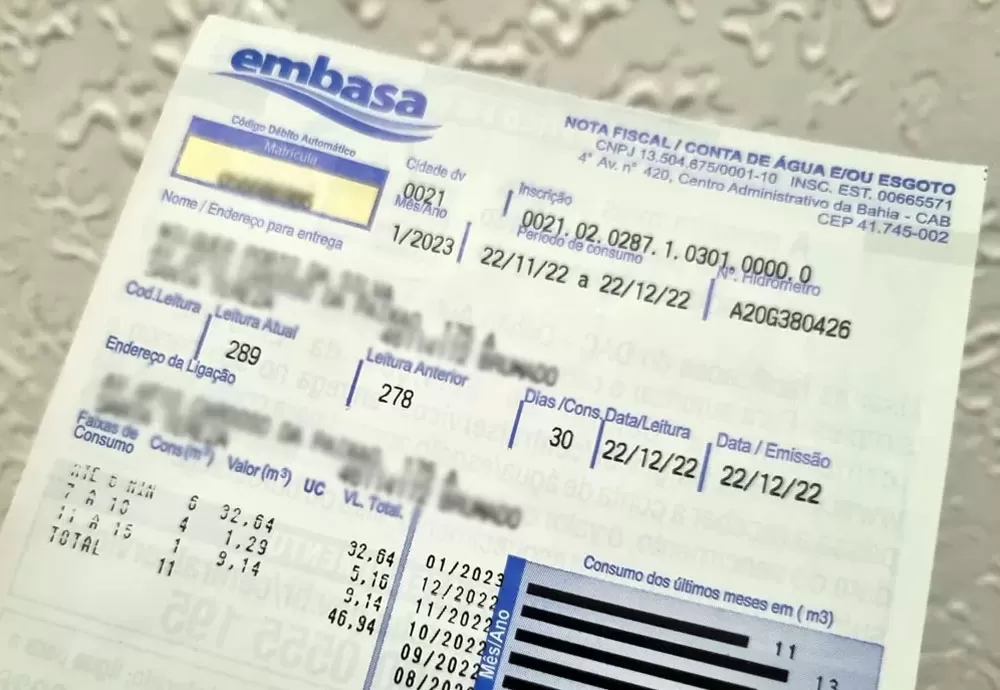 embasa
NOTA FISCAL / CONTA DE ÁGUA E/OU ESGOTO
CNPJ 13.504.675/0001-10 INSC. EST. 00665571
4ª Av. nº 420, Centro Administrativo da Bahia - CAB
CEP 41.745-002
Código Débito Automático
Matrícula
Cidade dv
0021
Inscrição
0021. 02. 0287. 1. 0301. 0000. 0
Nome / Endereço para entrega
Mês/Ano
1/2023
Período de consumo
22/11/22 a 22/12/22
Nº. Hidrômetro
A20G380426
Cod.Leitura
Leitura Atual
289
Leitura Anterior
278
Dias /Cons.
30
Data/Leitura
22/12/22
Data / Emissão
22/12/22
Endereço da Ligação
Faixas de Consumo Cons(m³) Valor(m3) UC VL. Total.
ATE 6 MIN 6 32,64 32,64
7 A 10 4 1,29 5,16
11 A 15 1 9,14 9,14
TOTAL 11 46,94
Consumo dos últimos meses em ( m3)
Mês/Ano
01/2023 11
12/2022 13
11/2022
10/2022
09/2022